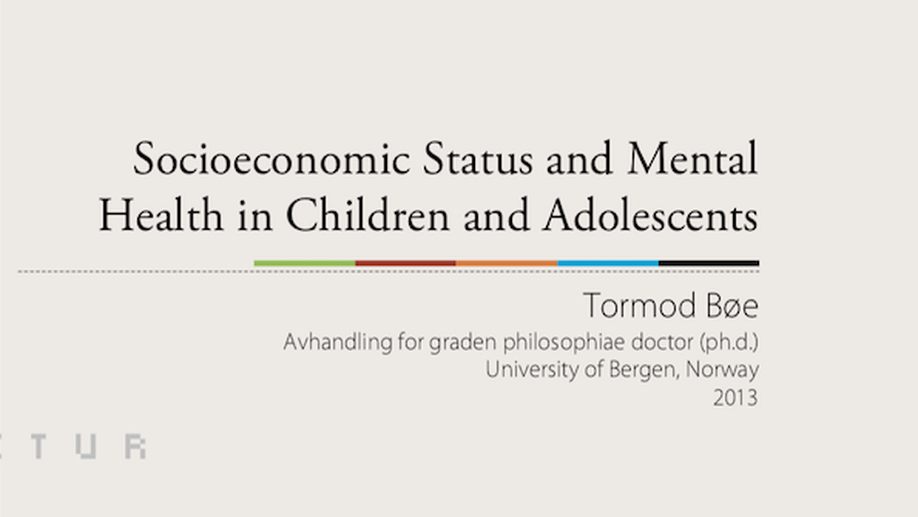 Socioeconomic Status and Mental
Health in Children and Adolescents
Tormod Bøe
Avhandling for graden philosophiae doctor (ph.d.)
University of Bergen, Norway
2013
T U R